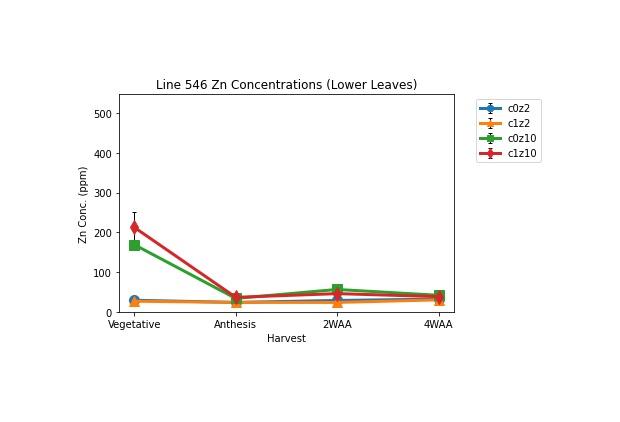 Line 546 Zn Concentrations (Lower Leaves)
Zn Conc. (ppm)
500
400
300
200
100
0
Vegetative Anthesis 2WAA 4WAA
Harvest
c0z2
c1z2
c0z10
c1z10